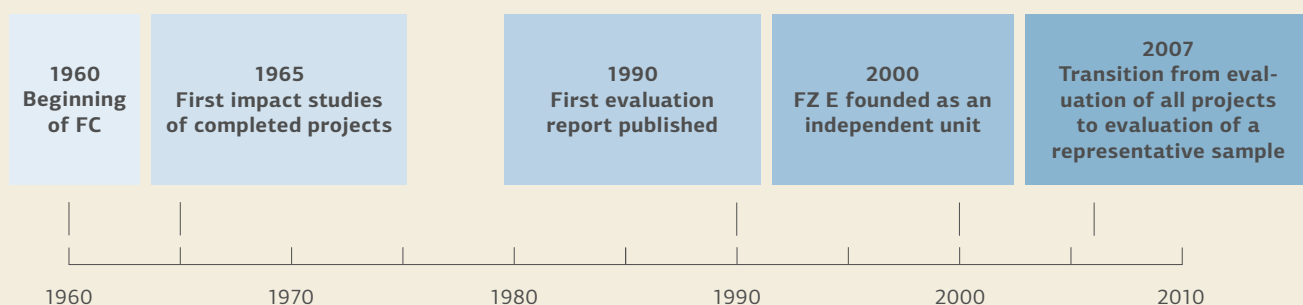 1960
Beginning
of FC
1965
First impact studies
of completed projects
1990
First evaluation
report published
2000
FZ E founded as an
independent unit
2007
Transition from eval-
uation of all projects
to evaluation of a
representative sample
1960
1970
1980
1990
2000
2010